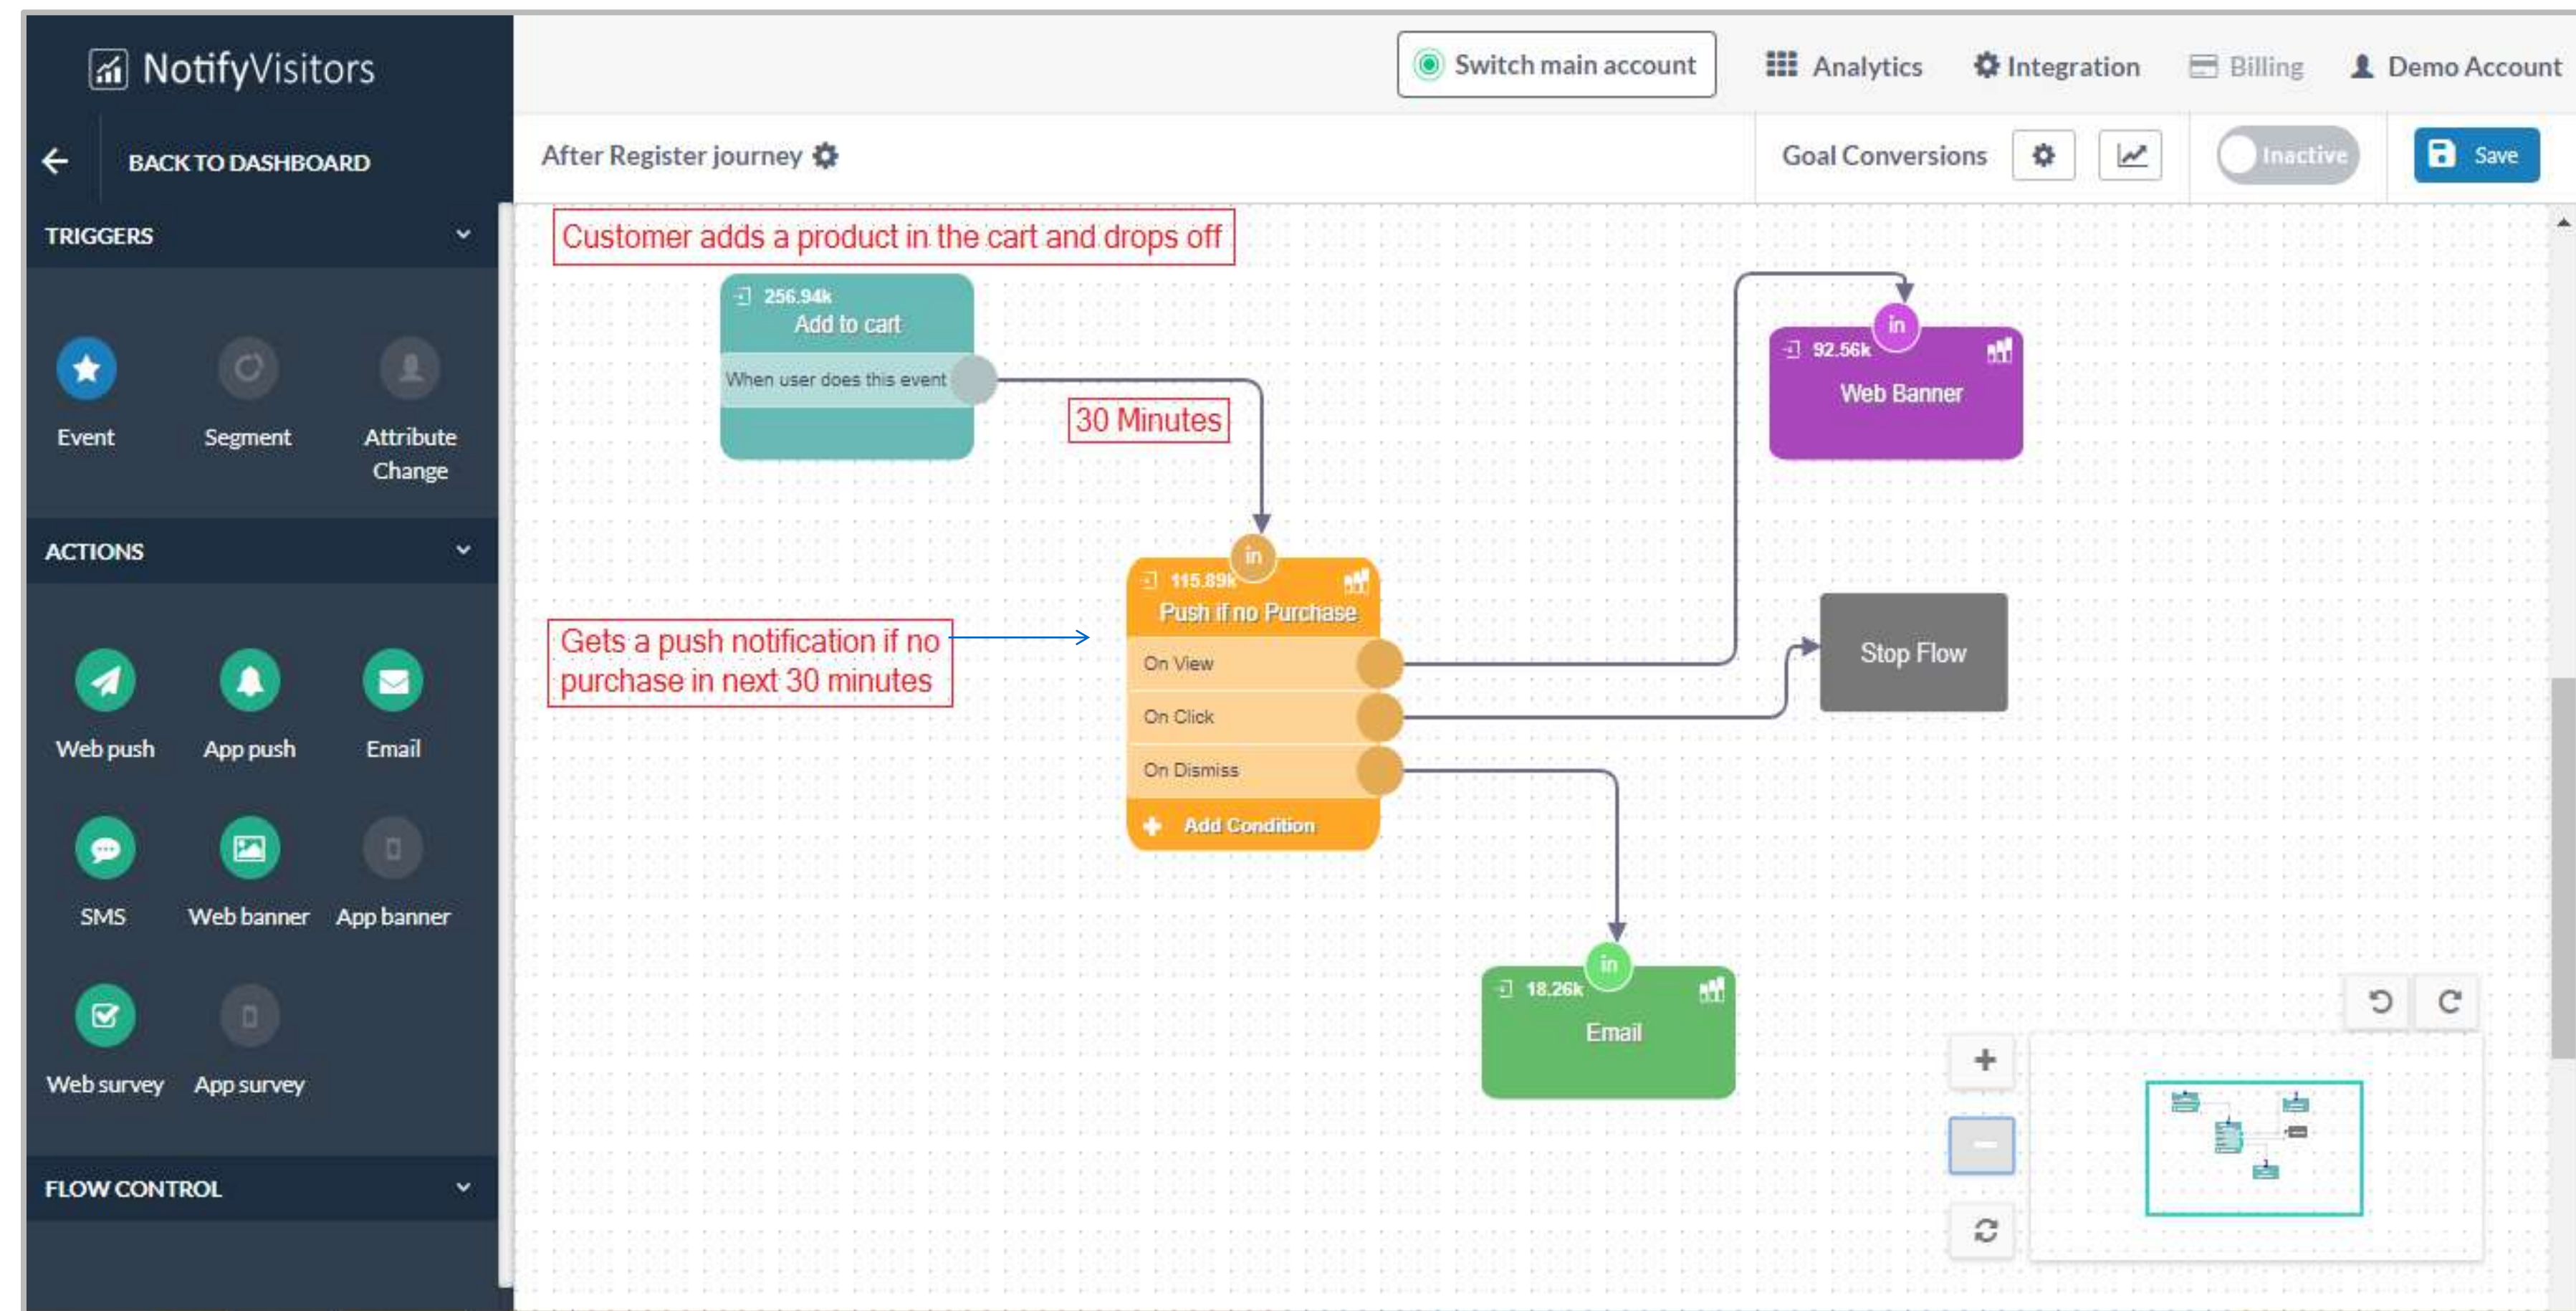 NotifyVisitors
Switch main account
Analytics
Integration
Billing
Demo Account
BACK TO DASHBOARD
After Register journey
Goal Conversions
Inactive
Save
TRIGGERS
Event
Segment
Attribute
Change
ACTIONS
Web push
App push
Email
SMS
Web banner
App banner
Web survey
App survey
FLOW CONTROL
Customer adds a product in the cart and drops off
256.94k
Add to cart
When user does this event
30 Minutes
in
92.56k
Web Banner
in
115.89k
Push if no Purchase
On View
On Click
On Dismiss
Add Condition
Gets a push notification if no
purchase in next 30 minutes
Stop Flow
in
18.26k
Email